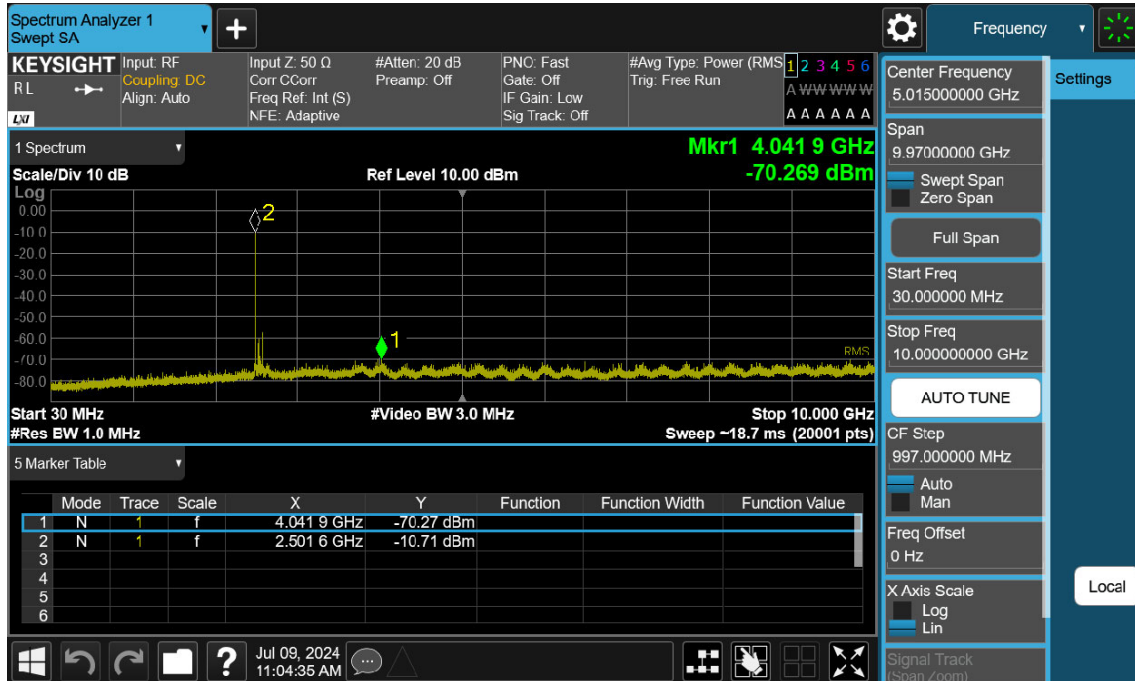 Spectrum Analyzer 1
Swept SA
+
Frequency
KEYSIGHT
R L
LXI
Input: RF
Coupling: DC
Align: Auto
Input Z: 50 Ω
Corr CCorr
Freq Ref: Int (S)
NFE: Adaptive
#Atten: 20 dB
Preamp: Off
PNO: Fast
Gate: Off
IF Gain: Low
Sig Track: Off
#Avg Type: Power (RMS
Trig: Free Run
1 2 3 4 5 6
A W W W W W
A A A A A A
1 Spectrum
Mkr1 4.041 9 GHz
-70.269 dBm
Scale/Div 10 dB
Ref Level 10.00 dBm
Log
0.00
-10.0
-20.0
-30.0
-40.0
-50.0
-60.0
-70.0
-80.0
2
1
RMS
Start 30 MHz
#Video BW 3.0 MHz
Stop 10.000 GHz
#Res BW 1.0 MHz
Sweep ~18.7 ms (20001 pts)
5 Marker Table
Mode Trace Scale X Y Function Function Width Function Value
1 N 1 f 4.041 9 GHz -70.27 dBm
2 N 1 f 2.501 6 GHz -10.71 dBm
3
4
5
6
?
Jul 09, 2024
11:04:35 AM
Center Frequency
5.015000000 GHz
Span
9.97000000 GHz
Swept Span
Zero Span
Full Span
Start Freq
30.000000 MHz
Stop Freq
10.000000000 GHz
AUTO TUNE
CF Step
997.000000 MHz
Auto
Man
Freq Offset
0 Hz
X Axis Scale
Log
Lin
Signal Track
(Span Zoom)
Settings
Local